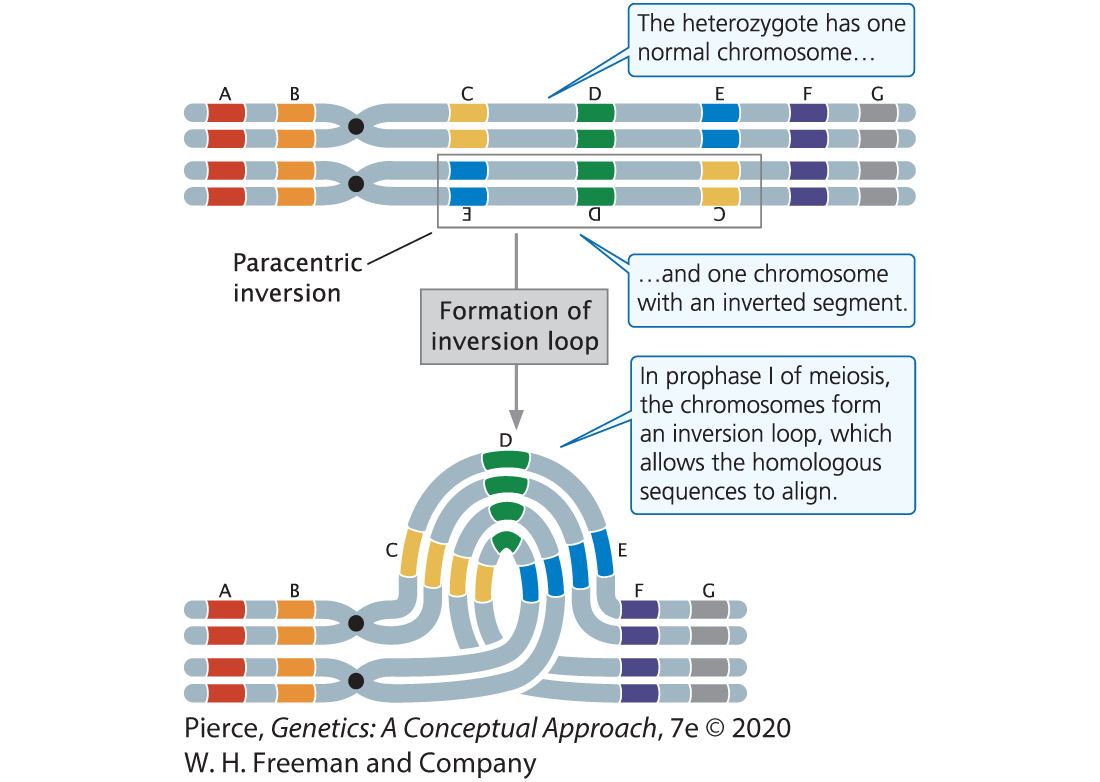 The heterozygote has one
normal chromosome…
A B C D E F G
E D C
Paracentric
inversion
…and one chromosome
with an inverted segment.
Formation of
inversion loop
In prophase I of meiosis,
the chromosomes form
an inversion loop, which
allows the homologous
sequences to align.
D
C E
A B F G
Pierce, Genetics: A Conceptual Approach, 7e © 2020
W. H. Freeman and Company